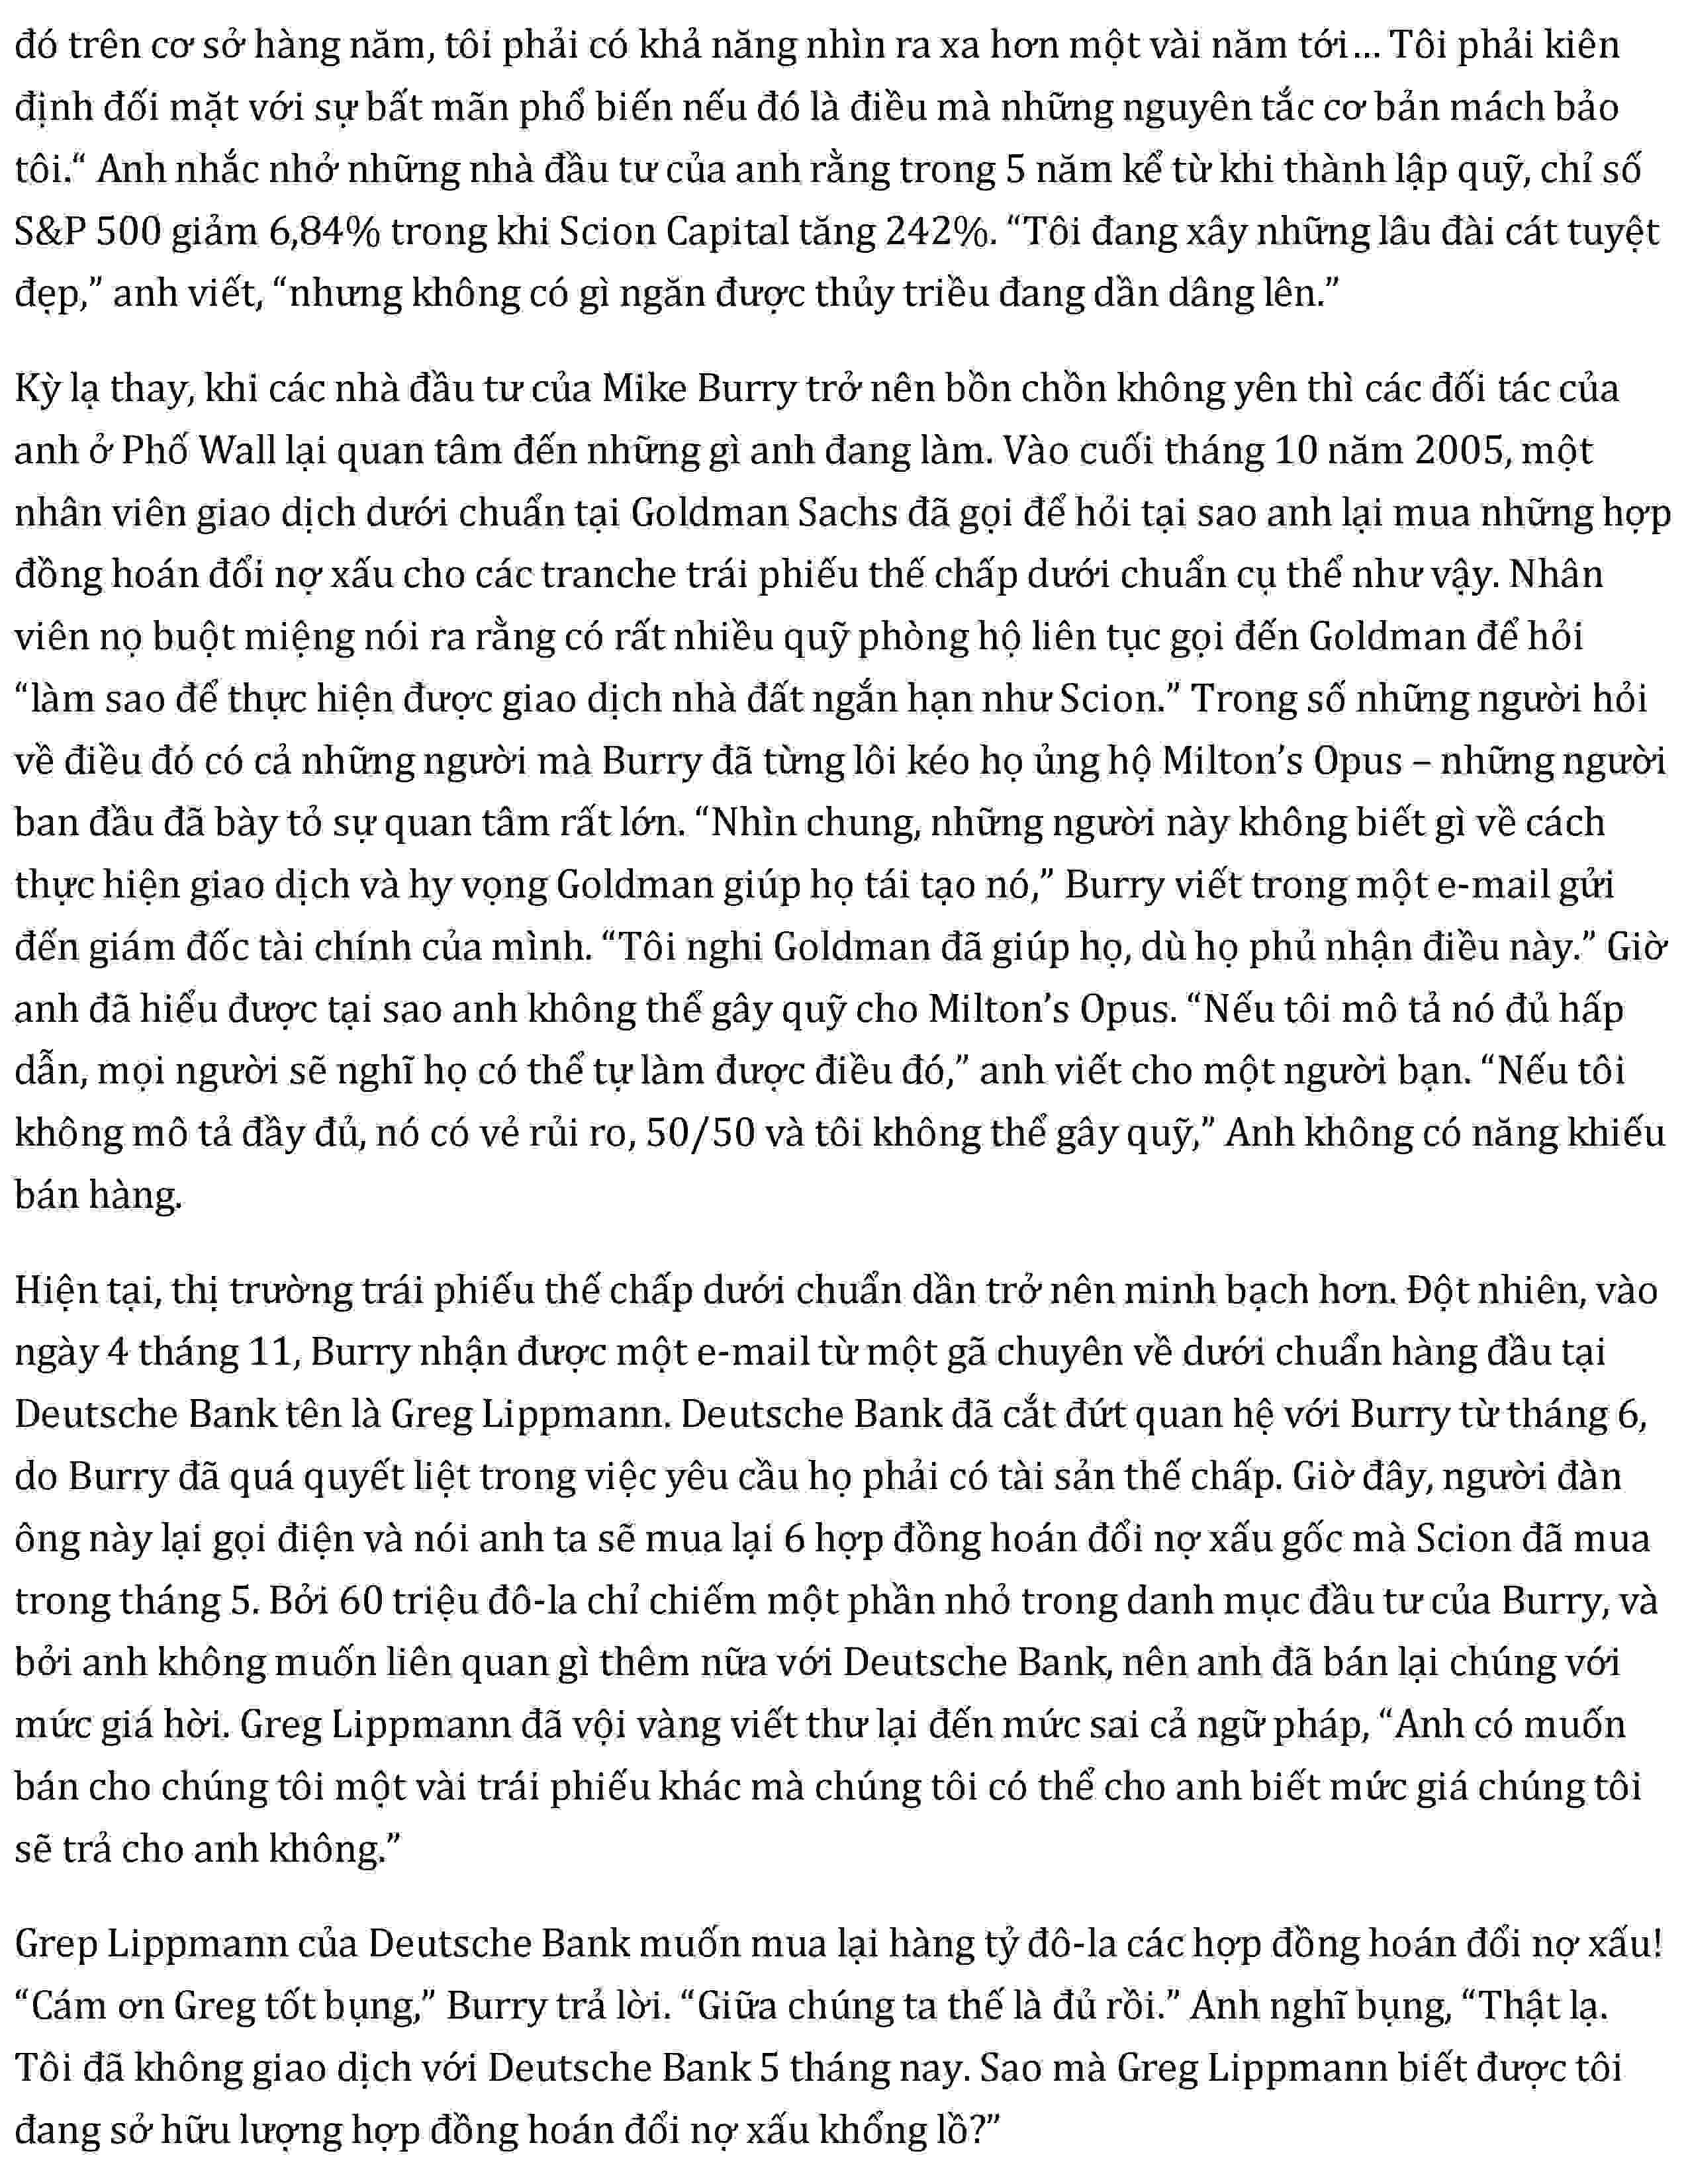 đó trên cơ sở hàng năm, tôi phải có khả năng nhìn ra xa hơn một vài năm tới... Tôi phải kiên
định đối mặt với sự bất mãn phổ biến nếu đó là điều mà những nguyên tắc cơ bản mách bảo
tôi.“ Anh nhắc nhở những nhà đầu tư của anh rằng trong 5 năm kể từ khi thành lập quỹ, chỉ số
S&P 500 giảm 6,84% trong khi Scion Capital tăng 242%. “Tôi đang xây những lâu đài cát tuyệt
đẹp,” anh viết, “nhưng không có gì ngăn được thủy triều đang dần dâng lên.”
Kỳ lạ thay, khi các nhà đầu tư của Mike Burry trở nên bồn chồn không yên thì các đối tác của
anh ở Phố Wall lại quan tâm đến những gì anh đang làm. Vào cuối tháng 10 năm 2005, một
nhân viên giao dịch dưới chuẩn tại Goldman Sachs đã gọi để hỏi tại sao anh lại mua những hợp
đồng hoán đổi nợ xấu cho các tranche trái phiếu thế chấp dưới chuẩn cụ thể như vậy. Nhân
viên nọ buột miệng nói ra rằng có rất nhiều quỹ phòng hộ liên tục gọi đến Goldman để hỏi
“làm sao để thực hiện được giao dịch nhà đất ngắn hạn như Scion.” Trong số những người hỏi
về điều đó có cả những người mà Burry đã từng lôi kéo họ ủng hộ Milton’s Opus – những người
ban đầu đã bày tỏ sự quan tâm rất lớn. “Nhìn chung, những người này không biết gì về cách
thực hiện giao dịch và hy vọng Goldman giúp họ tái tạo nó,” Burry viết trong một e-mail gửi
đến giám đốc tài chính của mình. “Tôi nghi Goldman đã giúp họ, dù họ phủ nhận điều này.” Giờ
anh đã hiểu được tại sao anh không thể gây quỹ cho Milton’s Opus. “Nếu tôi mô tả nó đủ hấp
dẫn, mọi người sẽ nghĩ họ có thể tự làm được điều đó,” anh viết cho một người bạn. “Nếu tôi
không mô tả đầy đủ, nó có vẻ rủi ro, 50/50 và tôi không thể gây quỹ,” Anh không có năng khiếu
bán hàng.
Hiện tại, thị trường trái phiếu thế chấp dưới chuẩn dần trở nên minh bạch hơn. Đột nhiên, vào
ngày 4 tháng 11, Burry nhận được một e-mail từ một gã chuyên về dưới chuẩn hàng đầu tại
Deutsche Bank tên là Greg Lippmann. Deutsche Bank đã cắt đứt quan hệ với Burry từ tháng 6,
do Burry đã quá quyết liệt trong việc yêu cầu họ phải có tài sản thế chấp. Giờ đây, người đàn
ông này lại gọi điện và nói anh ta sẽ mua lại 6 hợp đồng hoán đổi nợ xấu gốc mà Scion đã mua
trong tháng 5. Bởi 60 triệu đô-la chỉ chiếm một phần nhỏ trong danh mục đầu tư của Burry, và
bởi anh không muốn liên quan gì thêm nữa với Deutsche Bank, nên anh đã bán lại chúng với
mức giá hời. Greg Lippmann đã vội vàng viết thư lại đến mức sai cả ngữ pháp, “Anh có muốn
bán cho chúng tôi một vài trái phiếu khác mà chúng tôi có thể cho anh biết mức giá chúng tôi
sẽ trả cho anh không.”
Grep Lippmann của Deutsche Bank muốn mua lại hàng tỷ đô-la các hợp đồng hoán đổi nợ xấu!
“Cám ơn Greg tốt bụng,” Burry trả lời. “Giữa chúng ta thế là đủ rồi.” Anh nghĩ bụng, “Thật lạ.
Tôi đã không giao dịch với Deutsche Bank 5 tháng nay. Sao mà Greg Lippmann biết được tôi
đang sở hữu lượng hợp đồng hoán đổi nợ xấu khổng lồ?”